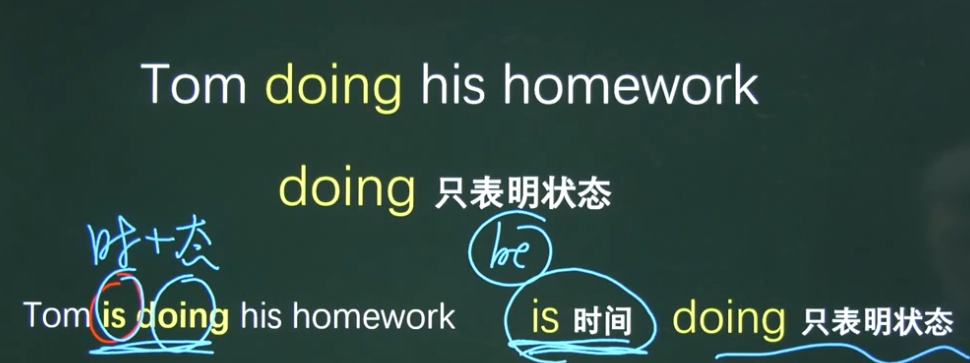 Tom doing his homework
doing 只表明状态
时+态
be
Tom is doing his homework
is 时间 doing 只表明状态